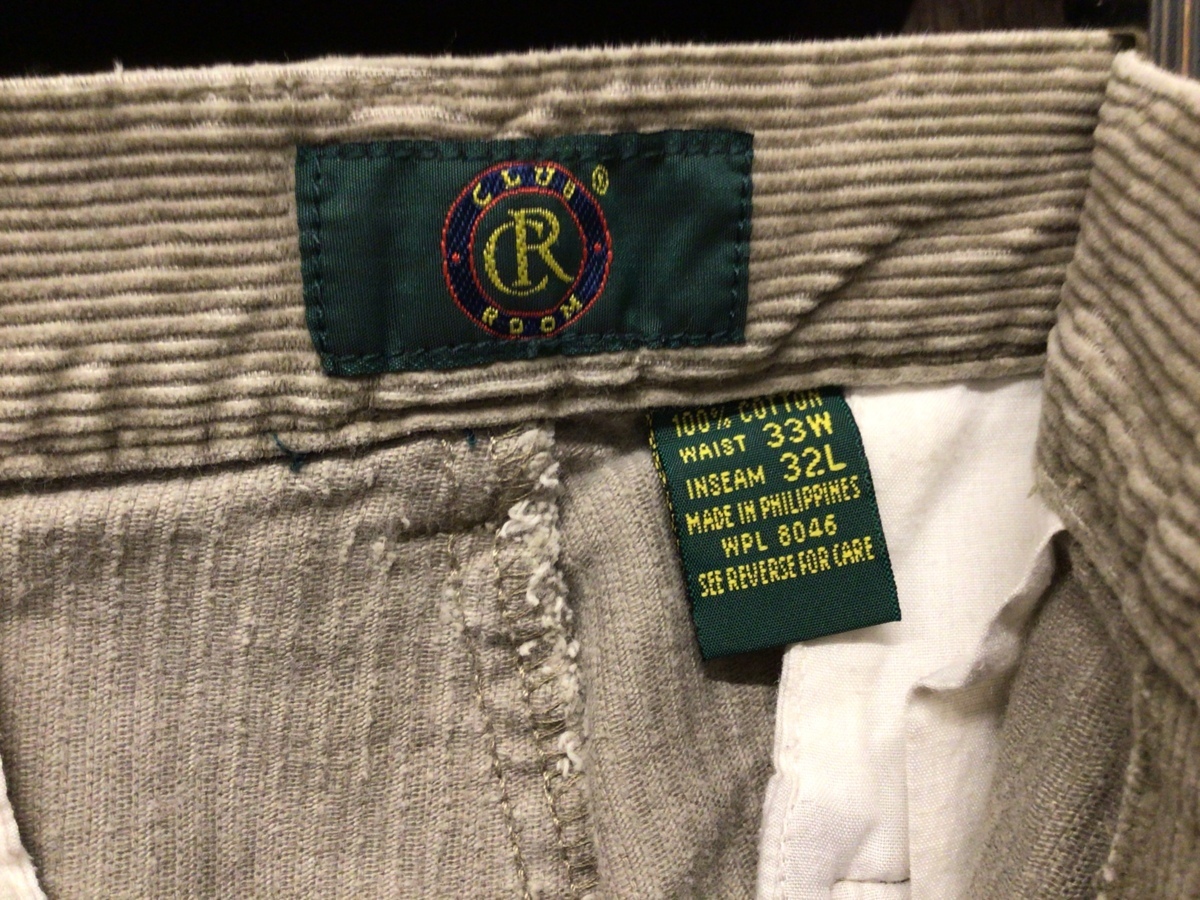 CLUB®
CR
ROOM
100% COTTON
WAIST 33W
INSEAM 32L
MADE IN PHILIPPINES
WPL 8046
SEE REVERSE FOR CARE